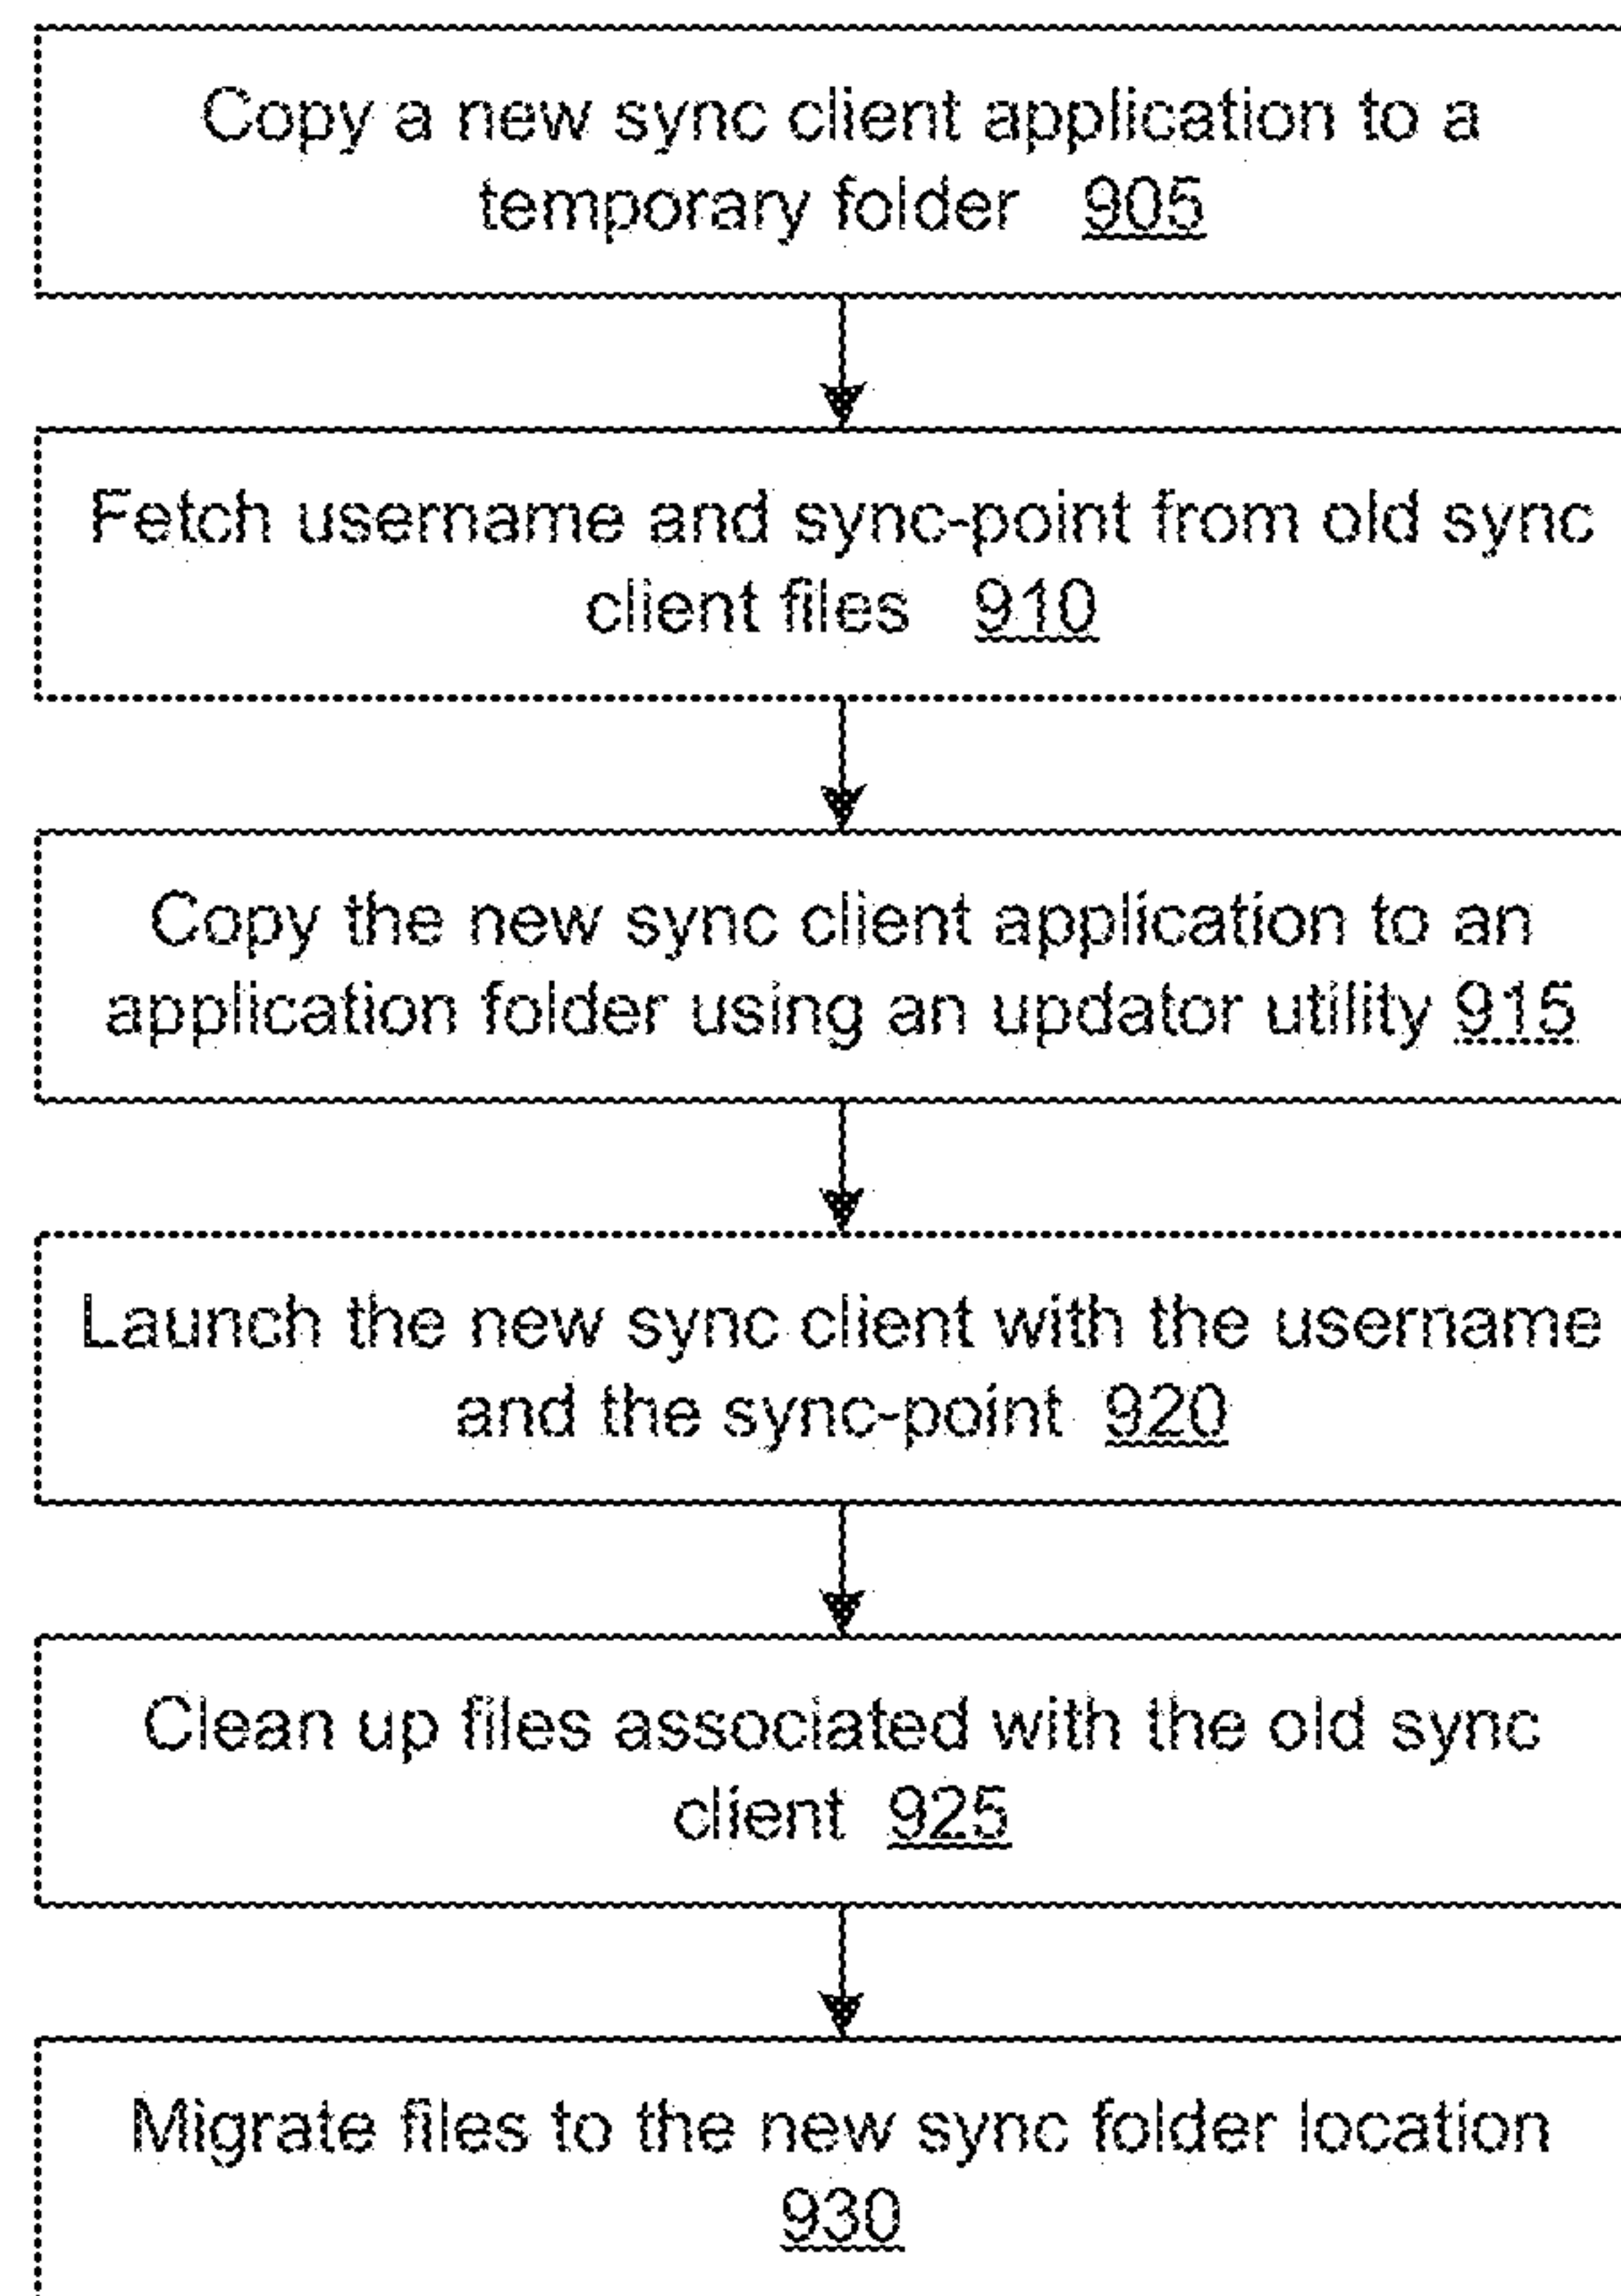 Copy a new sync client application to a
temporary folder 905
Fetch username and sync-point from old sync
client files 910
Copy the new sync client application to an
application folder using an updator utility 915
Launch the new sync client with the username
and the sync-point 920
Clean up files associated with the old sync
client 925
Migrate files to the new sync folder location
930